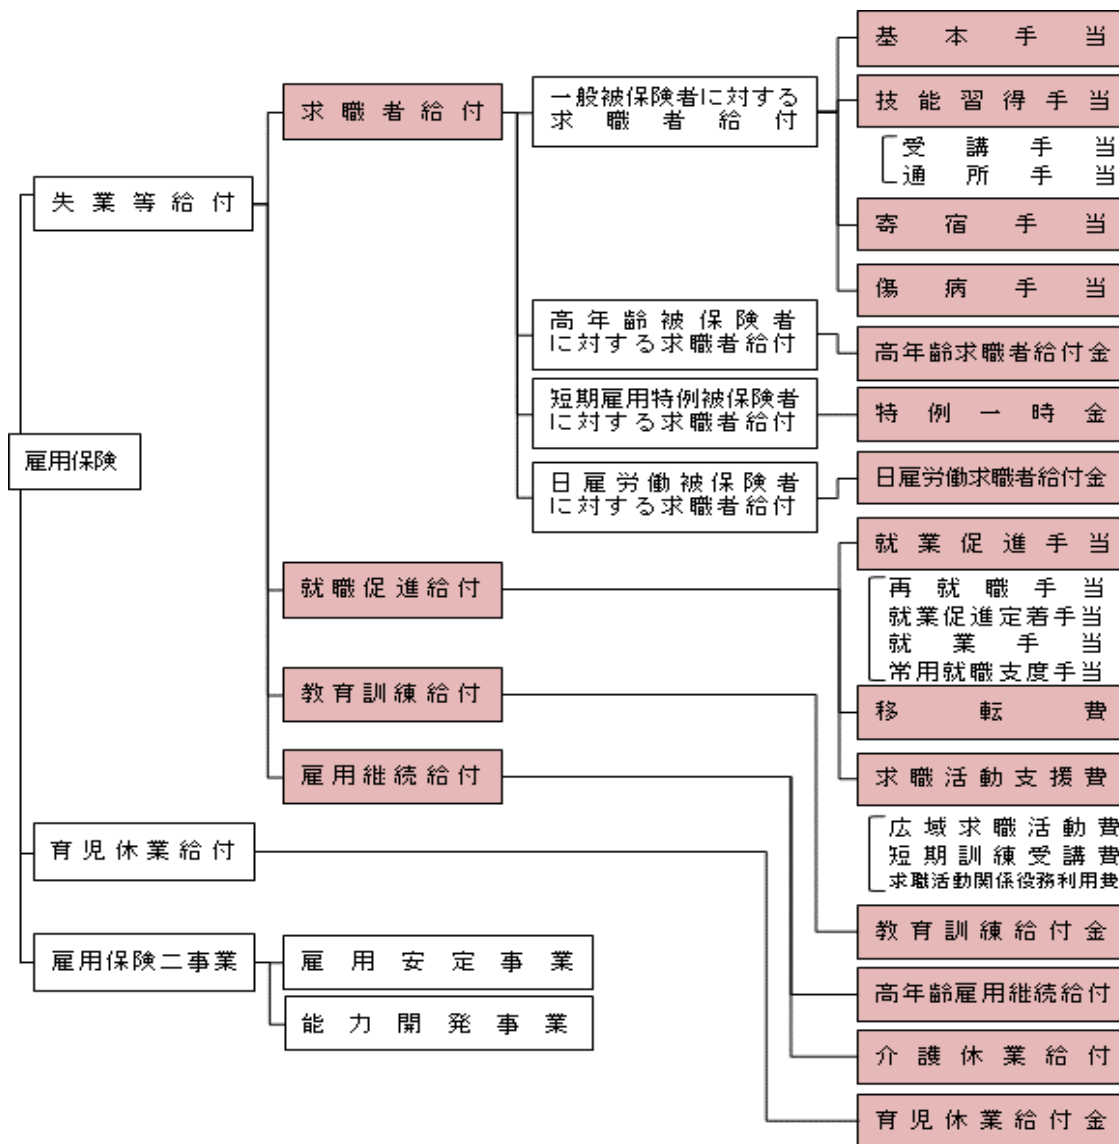 雇用保険
失業等給付
求職者給付
一般被保険者に対する
求職者給付
基本手当
技能習得手当
受講手当
通所手当
寄宿手当
傷病手当
高年齢被保険者
に対する求職者給付
高年齢求職者給付金
短期雇用特例被保険者
に対する求職者給付
特例一時金
日雇労働被保険者
に対する求職者給付
日雇労働求職者給付金
就職促進給付
就業促進手当
再就職手当
就業促進定着手当
就業手当
常用就職支度手当
移転費
求職活動支援費
広域求職活動費
短期訓練受講費
求職活動関係役務利用費
教育訓練給付
教育訓練給付金
雇用継続給付
高年齢雇用継続給付
介護休業給付
育児休業給付
育児休業給付金
雇用保険二事業
雇用安定事業
能力開発事業